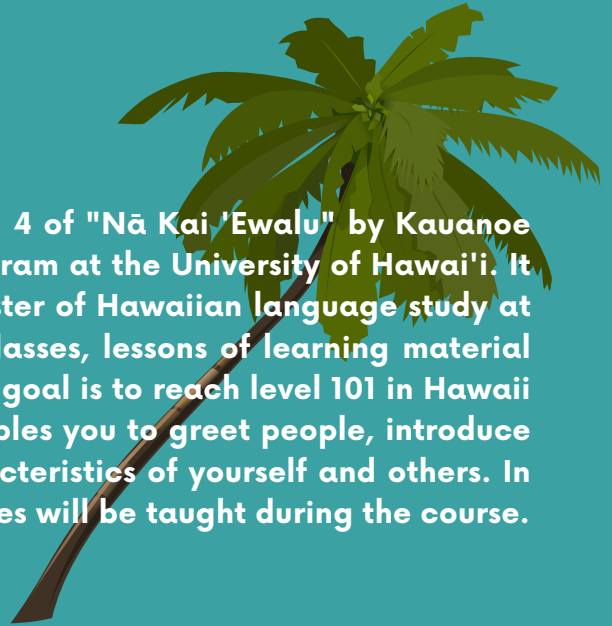 4 of "Nā Kai 'Ewalu" by Kauanoe
ram at the University of Hawai'i. It
ster of Hawaiian language study at
lasses, lessons of learning material
goal is to reach level 101 in Hawaii
bles you to greet people, introduce
cteristics of yourself and others. In
es will be taught during the course.